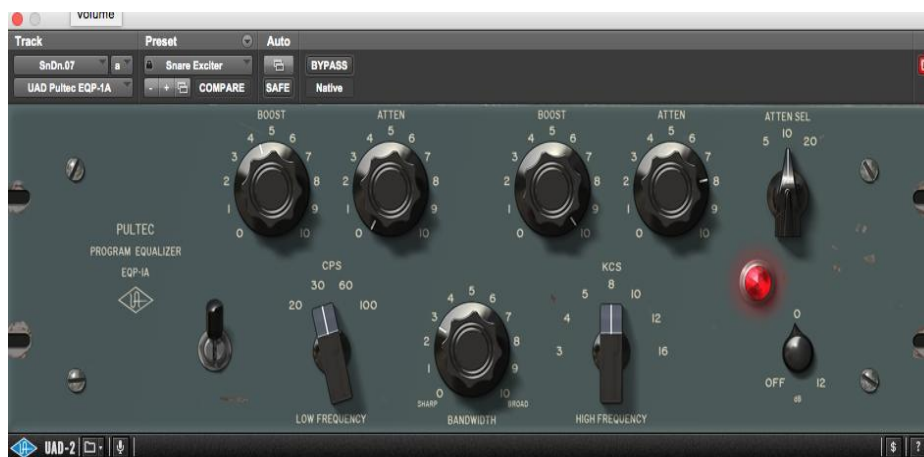 volume
Track Preset Auto
SnDn.07 a Snare Exciter BYPASS
UAD Pultec EQP-1A - + COMPARE SAFE Native
BOOST ATTEN BOOST ATTEN ATTEN SEL
0 1 2 3 4 5 6 7 8 9 10
0 1 2 3 4 5 6 7 8 9 10
0 1 2 3 4 5 6 7 8 9 10
0 1 2 3 4 5 6 7 8 9 10
5 10 20
PULTEC
PROGRAM EQUALIZER
EQP-1A
UA
CPS
20 30 60 100
LOW FREQUENCY
0 1 2 3 4 5 6 7 8 9 10
SHARP BROAD
BANDWIDTH
KCS
3 4 5 8 10 12 16
HIGH FREQUENCY
OFF 0 12
dB
UAD-2 $ ?